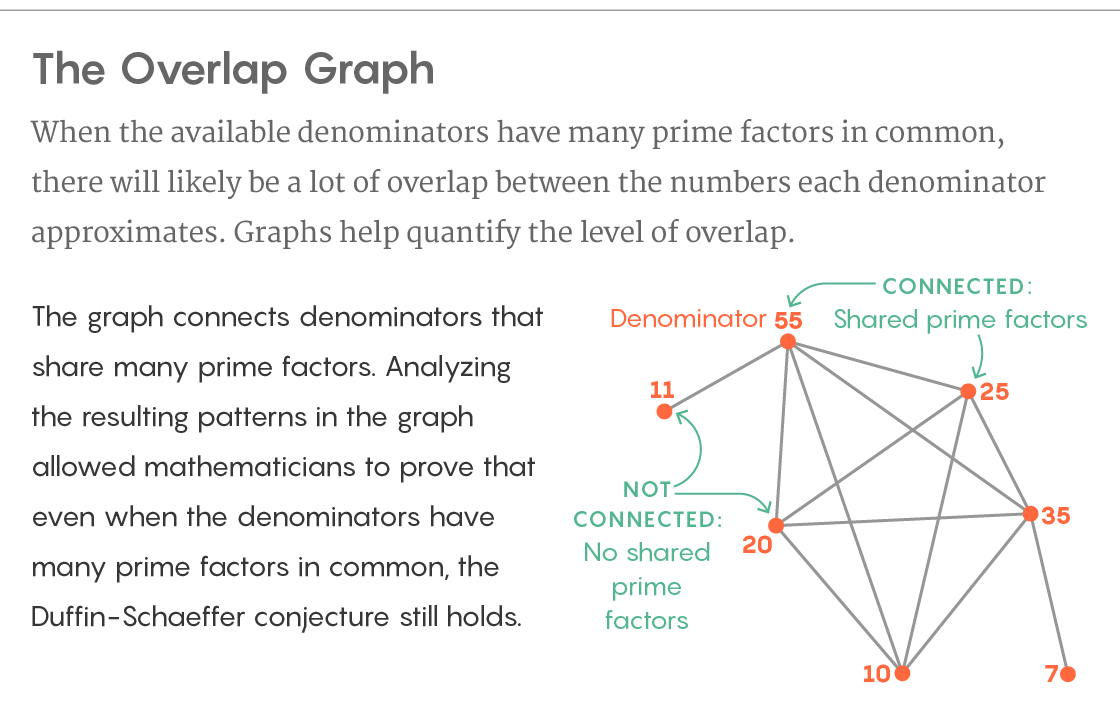 The Overlap Graph
When the available denominators have many prime factors in common,
there will likely be a lot of overlap between the numbers each denominator
approximates. Graphs help quantify the level of overlap.
The graph connects denominators that
share many prime factors. Analyzing
the resulting patterns in the graph
allowed mathematicians to prove that
even when the denominators have
many prime factors in common, the
Duffin-Schaeffer conjecture still holds.
CONNECTED:
Shared prime factors
Denominator 55
25
11
NOT
CONNECTED:
No shared
prime
factors
20
35
10
7